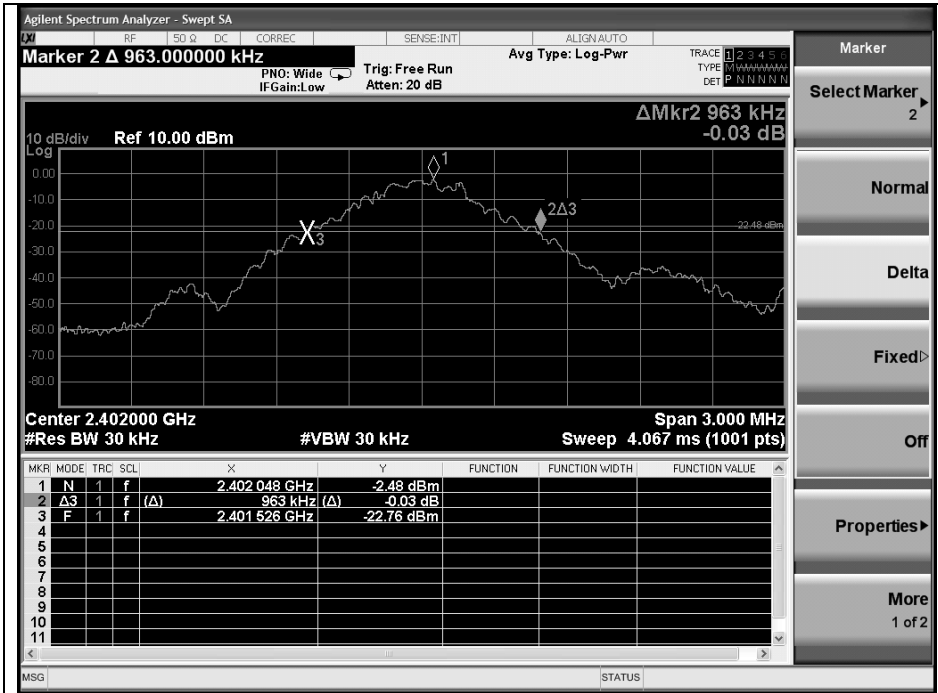 Agilent Spectrum Analyzer - Swept SA
LXI RF 50 Ω DC CORREC SENSE:INT ALIGN AUTO
Marker 2 Δ 963.000000 kHz
PNO: Wide
IFGain:Low
Trig: Free Run
Atten: 20 dB
Avg Type: Log-Pwr
TRACE 1 2 3 4 5 6
TYPE M
DET P N N N N N
ΔMkr2 963 kHz
-0.03 dB
10 dB/div Ref 10.00 dBm
Log
0.00
-10.0
-20.0
-30.0
-40.0
-50.0
-60.0
-70.0
-80.0
1
2Δ3
3
22.48 dBm
Center 2.402000 GHz Span 3.000 MHz
#Res BW 30 kHz #VBW 30 kHz Sweep 4.067 ms (1001 pts)
MKR MODE TRC SCL X Y FUNCTION FUNCTION WIDTH FUNCTION VALUE
1 N 1 f 2.402 048 GHz -2.48 dBm
2 Δ3 1 f (Δ) 963 kHz (Δ) -0.03 dB
3 F 1 f 2.401 526 GHz -22.76 dBm
4
5
6
7
8
9
10
11
MSG STATUS
Marker
Select Marker
2
Normal
Delta
Fixed
Off
Properties
More
1 of 2